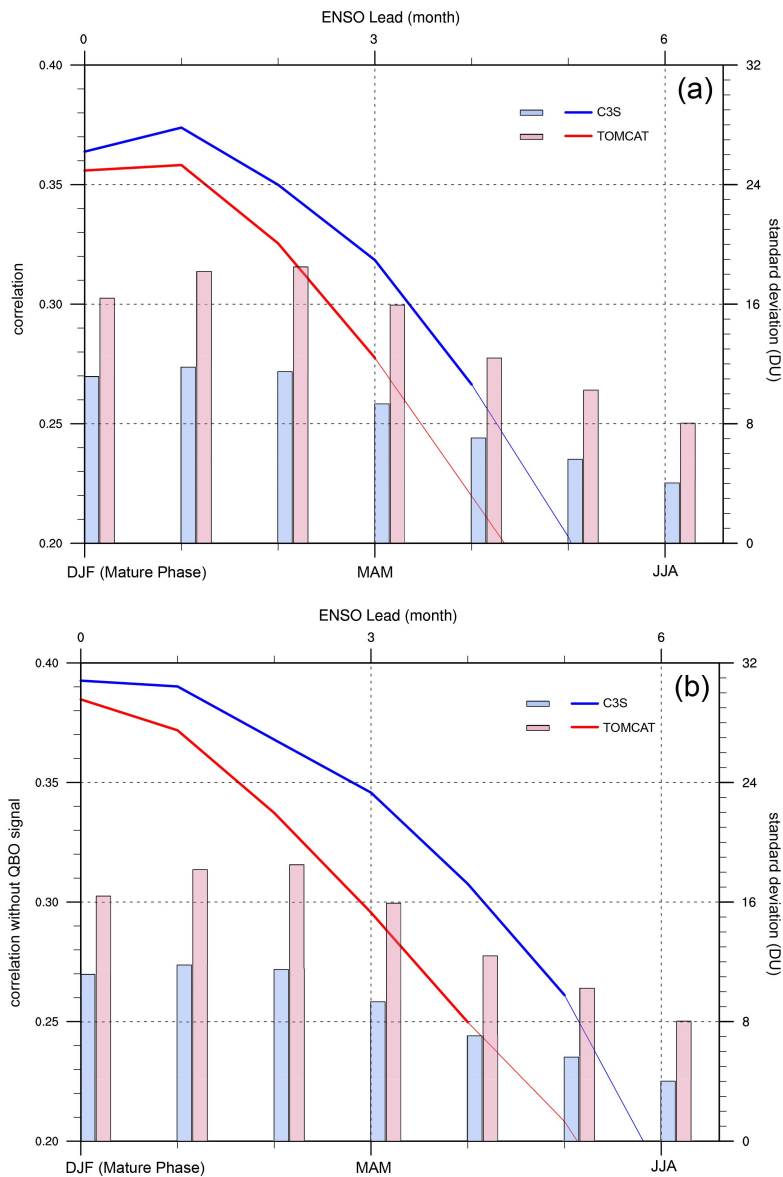 ENSO Lead (month)
0 3 6
(a)
C3S
TOMCAT
0.40 0.35 0.30 0.25 0.20
correlation
32 24 16 8 0
standard deviation (DU)
DJF (Mature Phase) MAM JJA
ENSO Lead (month)
0 3 6
(b)
C3S
TOMCAT
0.40 0.35 0.30 0.25 0.20
correlation without QBO signal
32 24 16 8 0
standard deviation (DU)
DJF (Mature Phase) MAM JJA